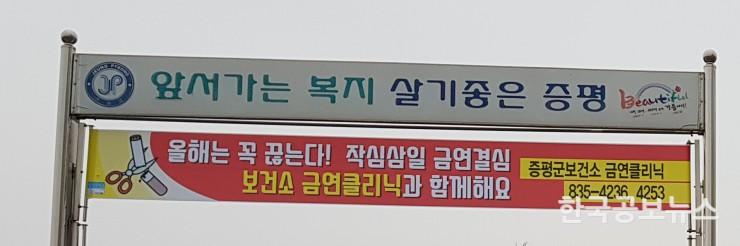 앞서가는 복지 살기좋은 증평
Beautiful
올해는 꼭 끊는다! 작심삼일 금연결심
보건소 금연클리닉과 함께해요
증평군보건소 금연클리닉
835-4236, 4253
한국공보뉴스